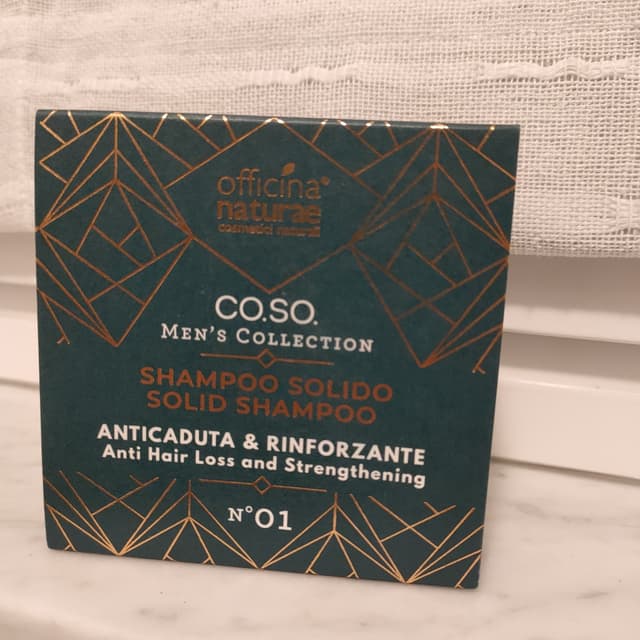 officina®
naturae
cosmetici naturali
CO.SO.
MEN'S COLLECTION
SHAMPOO SOLIDO
SOLID SHAMPOO
ANTICADUTA & RINFORZANTE
Anti Hair Loss and Strengthening
N°01